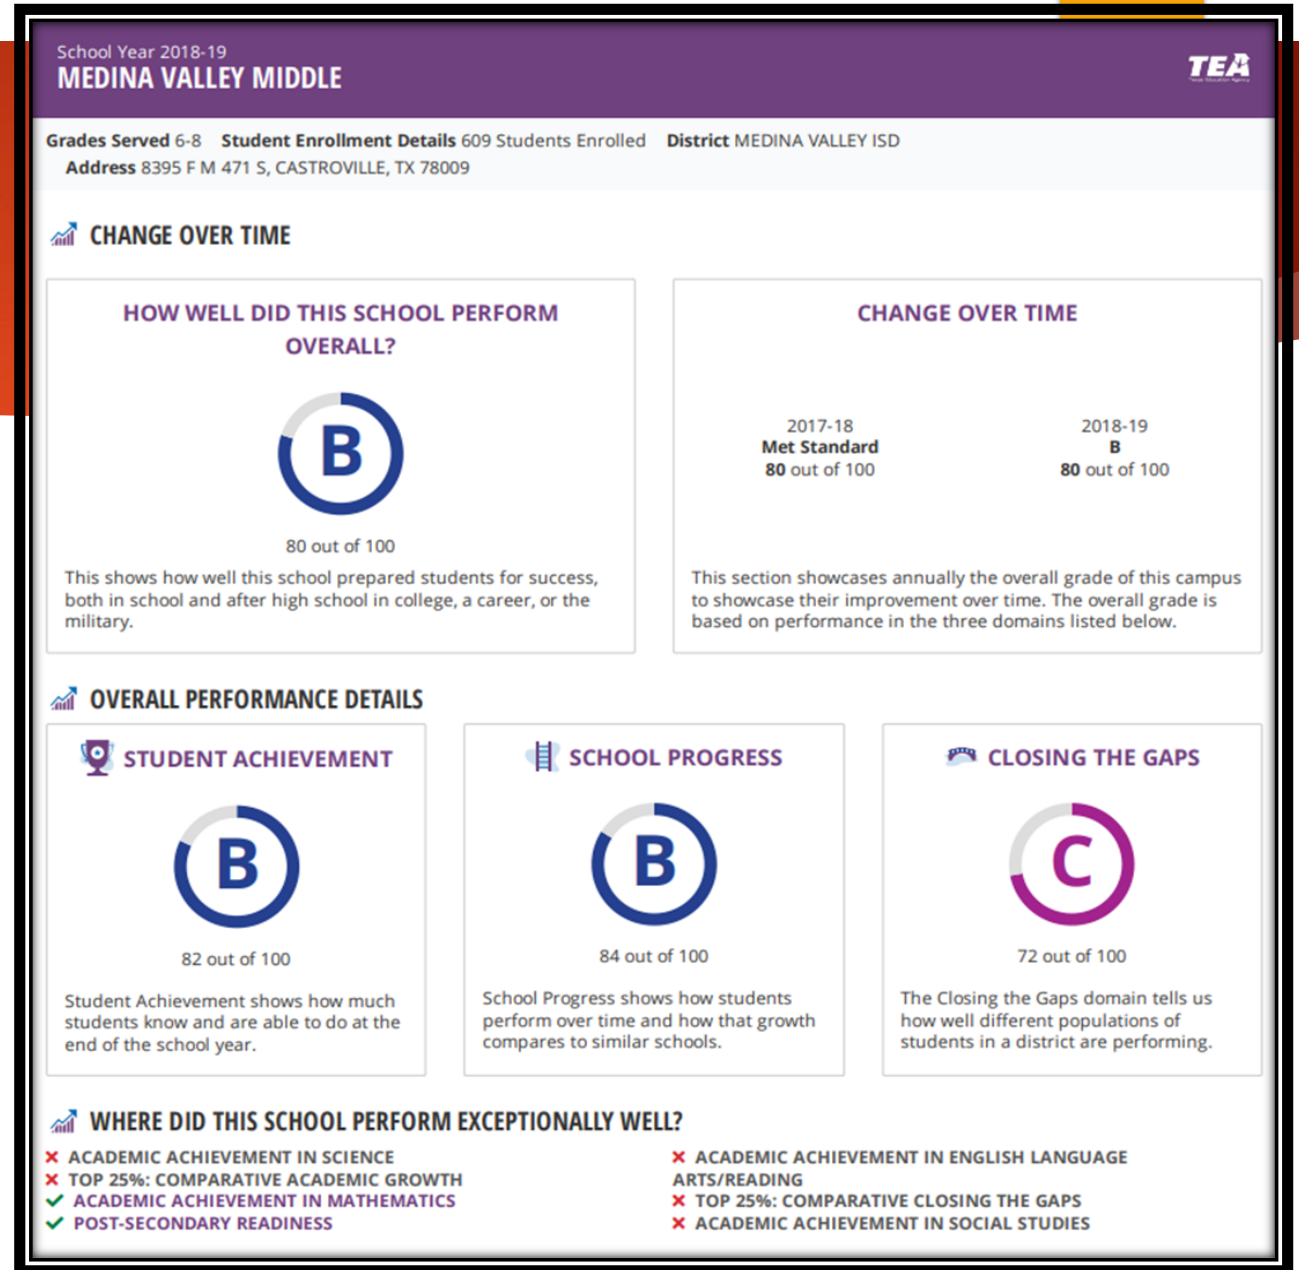 School Year 2018-19
MEDINA VALLEY MIDDLE
TEA
Texas Education Agency
Grades Served 6-8 Student Enrollment Details 609 Students Enrolled District MEDINA VALLEY ISD
Address 8395 F M 471 S, CASTROVILLE, TX 78009
CHANGE OVER TIME
HOW WELL DID THIS SCHOOL PERFORM
OVERALL?
B
80 out of 100
This shows how well this school prepared students for success,
both in school and after high school in college, a career, or the
military.
CHANGE OVER TIME
2017-18
Met Standard
80 out of 100
2018-19
B
80 out of 100
This section showcases annually the overall grade of this campus
to showcase their improvement over time. The overall grade is
based on performance in the three domains listed below.
OVERALL PERFORMANCE DETAILS
STUDENT ACHIEVEMENT
B
82 out of 100
Student Achievement shows how much
students know and are able to do at the
end of the school year.
SCHOOL PROGRESS
B
84 out of 100
School Progress shows how students
perform over time and how that growth
compares to similar schools.
CLOSING THE GAPS
C
72 out of 100
The Closing the Gaps domain tells us
how well different populations of
students in a district are performing.
WHERE DID THIS SCHOOL PERFORM EXCEPTIONALLY WELL?
ACADEMIC ACHIEVEMENT IN SCIENCE
TOP 25%: COMPARATIVE ACADEMIC GROWTH
ACADEMIC ACHIEVEMENT IN MATHEMATICS
POST-SECONDARY READINESS
ACADEMIC ACHIEVEMENT IN ENGLISH LANGUAGE
ARTS/READING
TOP 25%: COMPARATIVE CLOSING THE GAPS
ACADEMIC ACHIEVEMENT IN SOCIAL STUDIES